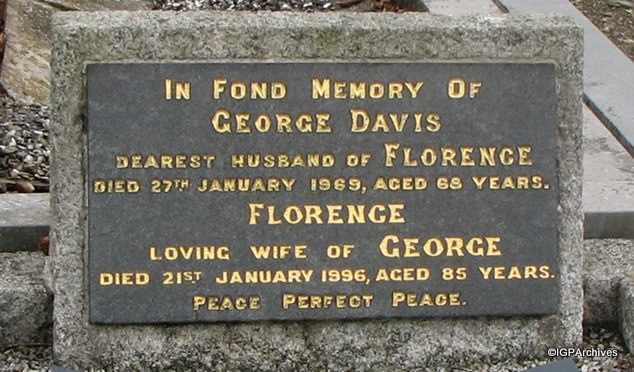 In Fond Memory Of
George Davis
dearest husband of Florence
died 27th January 1969, aged 68 years.
Florence
loving wife of George
died 21st January 1996, aged 85 years.
Peace Perfect Peace.
©IGPArchives